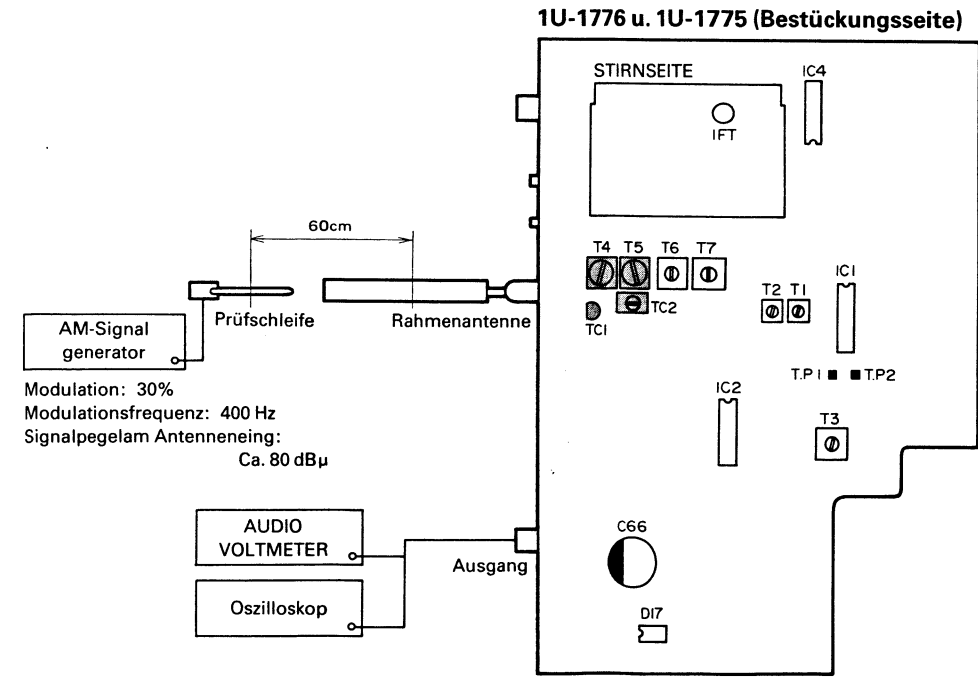 1U-1776 u. 1U-1775 (Bestückungsseite)
STIRNSEITE
IC4
IFT
60cm
T4 T5 T6 T7
IC1
T2 T1
TC2
TC1
Prüfschleife
Rahmenantenne
AM-Signal
generator
T.P1 T.P2
Modulation: 30%
Modulationsfrequenz: 400 Hz
Signalpegelam Antenneneing:
Ca. 80 dBµ
IC2
T3
AUDIO
VOLTMETER
Ausgang
C66
Oszilloskop
D17